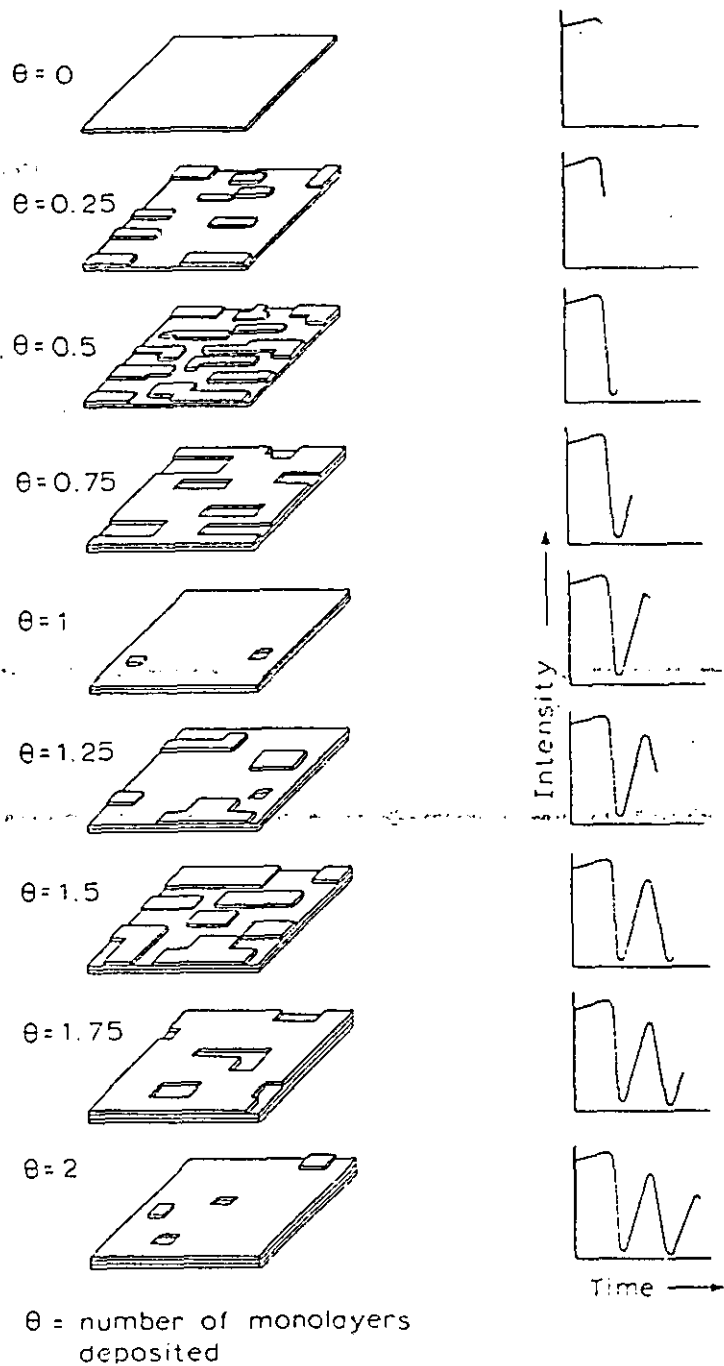 θ = 0
θ = 0.25
θ = 0.5
θ = 0.75
θ = 1
θ = 1.25
θ = 1.5
θ = 1.75
θ = 2
Intensity
Time
θ = number of monolayers
deposited